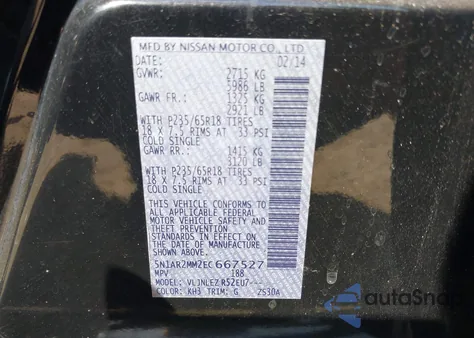 MFD BY NISSAN MOTOR CO., LTD
DATE: 02/14
GVWR: 2715 KG
5986 LB
GAWR FR.: 1325 KG
2921 LB
WITH P235/65R18 TIRES
18 X 7.5 RIMS AT 33 PSI
COLD SINGLE
GAWR RR.: 1415 KG
3120 LB
WITH P235/65R18 TIRES
18 X 7.5 RIMS AT 33 PSI
COLD SINGLE
THIS VEHICLE CONFORMS TO
ALL APPLICABLE FEDERAL
MOTOR VEHICLE SAFETY AND
THEFT PREVENTION
STANDARDS IN EFFECT ON
THE DATE OF MANUFACTURE
SHOWN ABOVE.
5N1AR2MM2EC667527
MPV 188
MODEL: VLJNLEZ R52EU7---
COLOR: KH3 TRIM: G 2530A
autoSnap